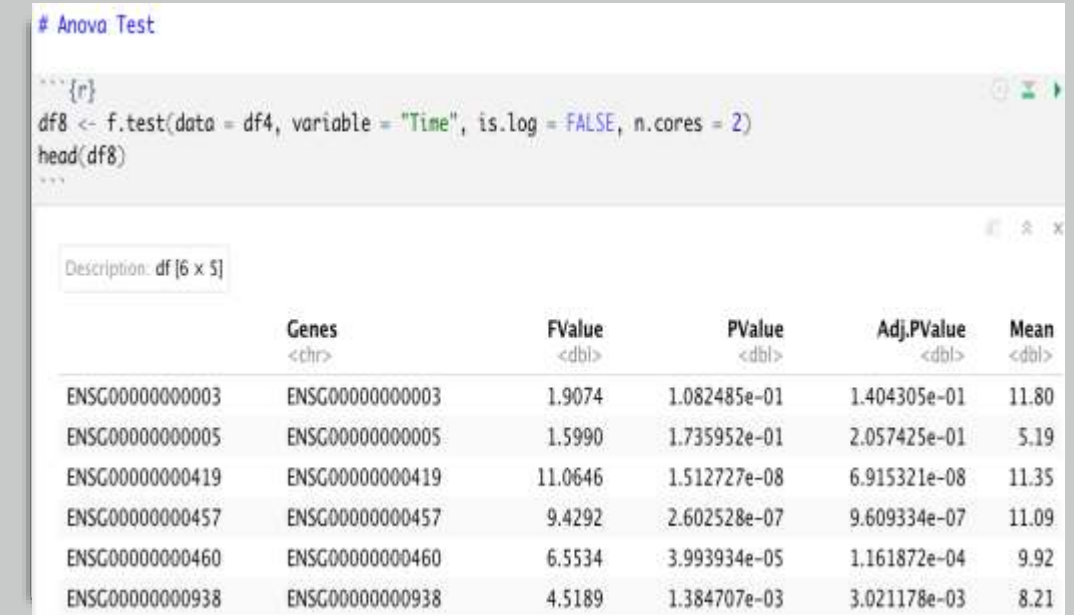 # Anova Test
```{r}
df8 <- f.test(data = df4, variable = "Time", is.log = FALSE, n.cores = 2)
head(df8)
```
Description: df [6 x 5]
Genes FValue PValue Adj.PValue Mean
<chr> <dbl> <dbl> <dbl> <dbl>
ENSG00000000003 ENSG00000000003 1.9074 1.082485e-01 1.404305e-01 11.80
ENSG00000000005 ENSG00000000005 1.5990 1.735952e-01 2.057425e-01 5.19
ENSG00000000419 ENSG00000000419 11.0646 1.512727e-08 6.915321e-08 11.35
ENSG00000000457 ENSG00000000457 9.4292 2.602528e-07 9.609334e-07 11.09
ENSG00000000460 ENSG00000000460 6.5534 3.993934e-05 1.161872e-04 9.92
ENSG00000000938 ENSG00000000938 4.5189 1.384707e-03 3.021178e-03 8.21